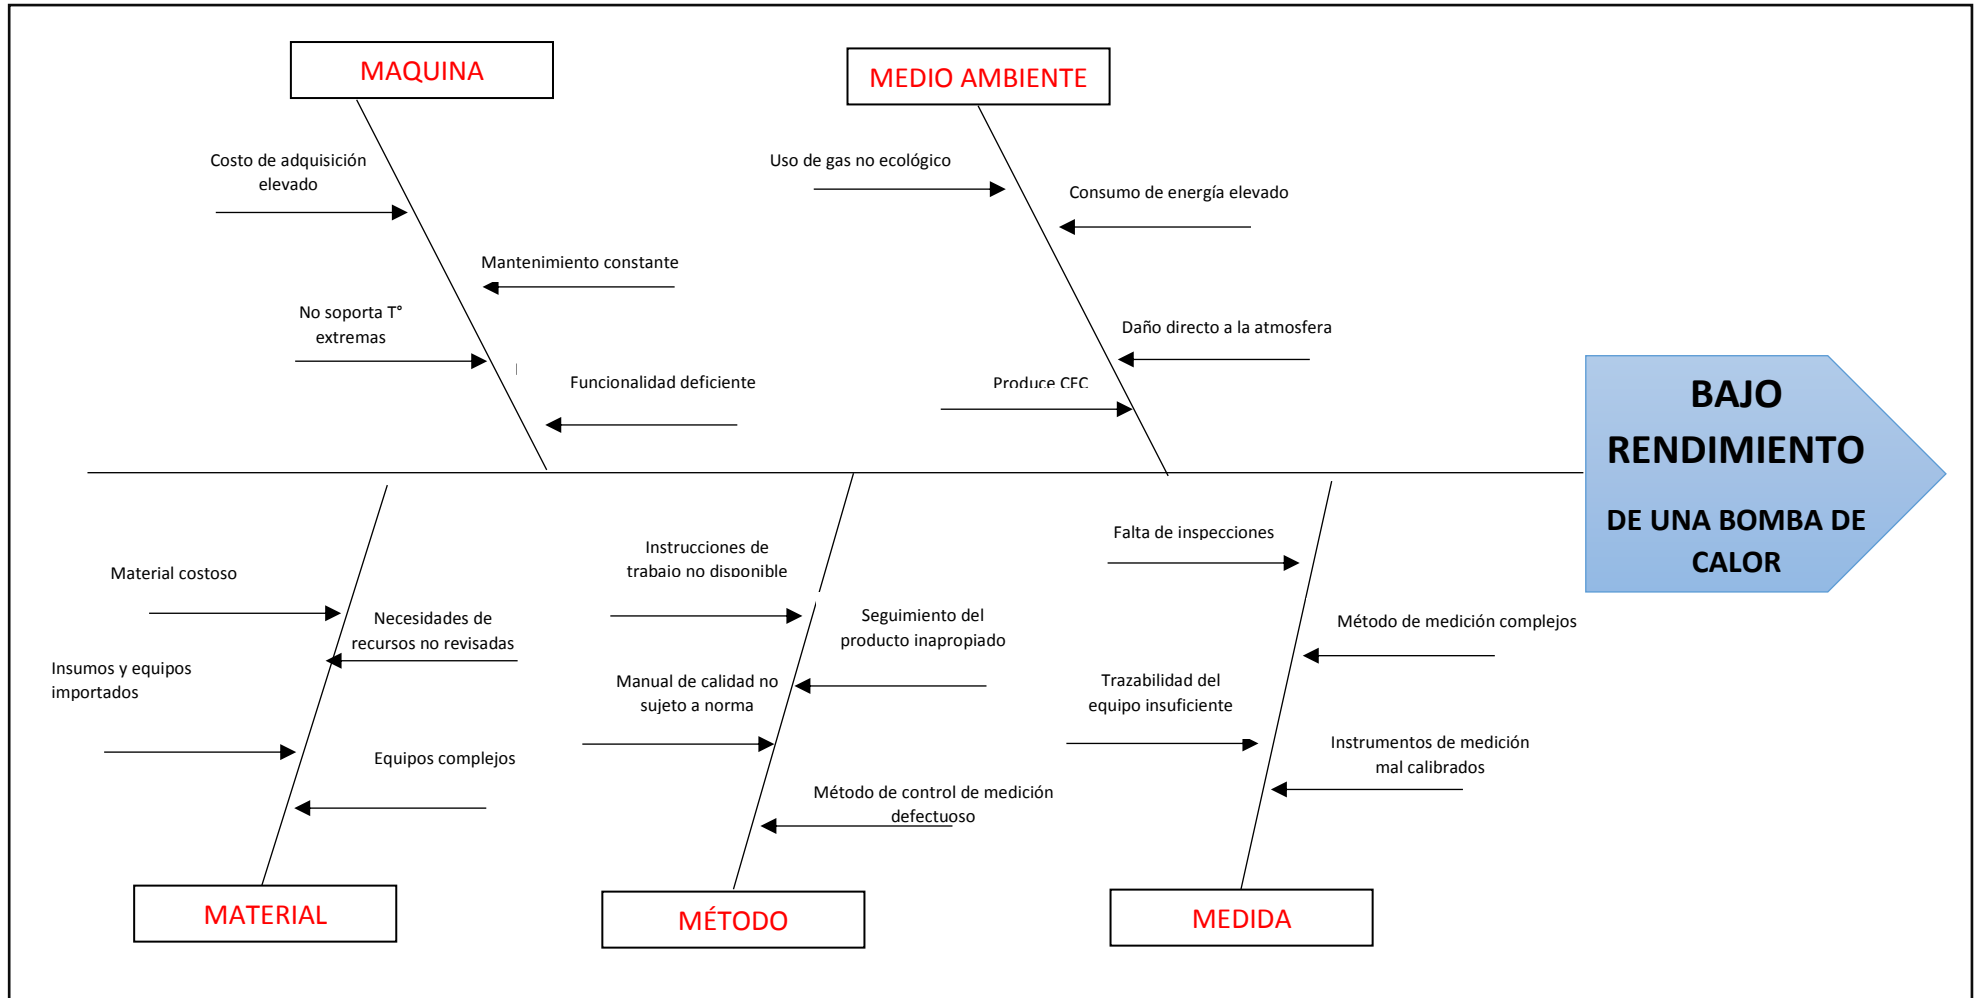 MAQUINA
MEDIO AMBIENTE
Costo de adquisición
elevado
Mantenimiento constante
No soporta T°
extremas
Funcionalidad deficiente
Uso de gas no ecológico
Consumo de energía elevado
Daño directo a la atmosfera
Produce CFC
BAJO
RENDIMIENTO
DE UNA BOMBA DE
CALOR
Material costoso
Necesidades de
recursos no revisadas
Insumos y equipos
importados
Equipos complejos
Instrucciones de
trabajo no disponible
Seguimiento del
producto inapropiado
Manual de calidad no
sujeto a norma
Método de control de medición
defectuoso
Falta de inspecciones
Método de medición complejos
Trazabilidad del
equipo insuficiente
Instrumentos de medición
mal calibrados
MATERIAL
MÉTODO
MEDIDA